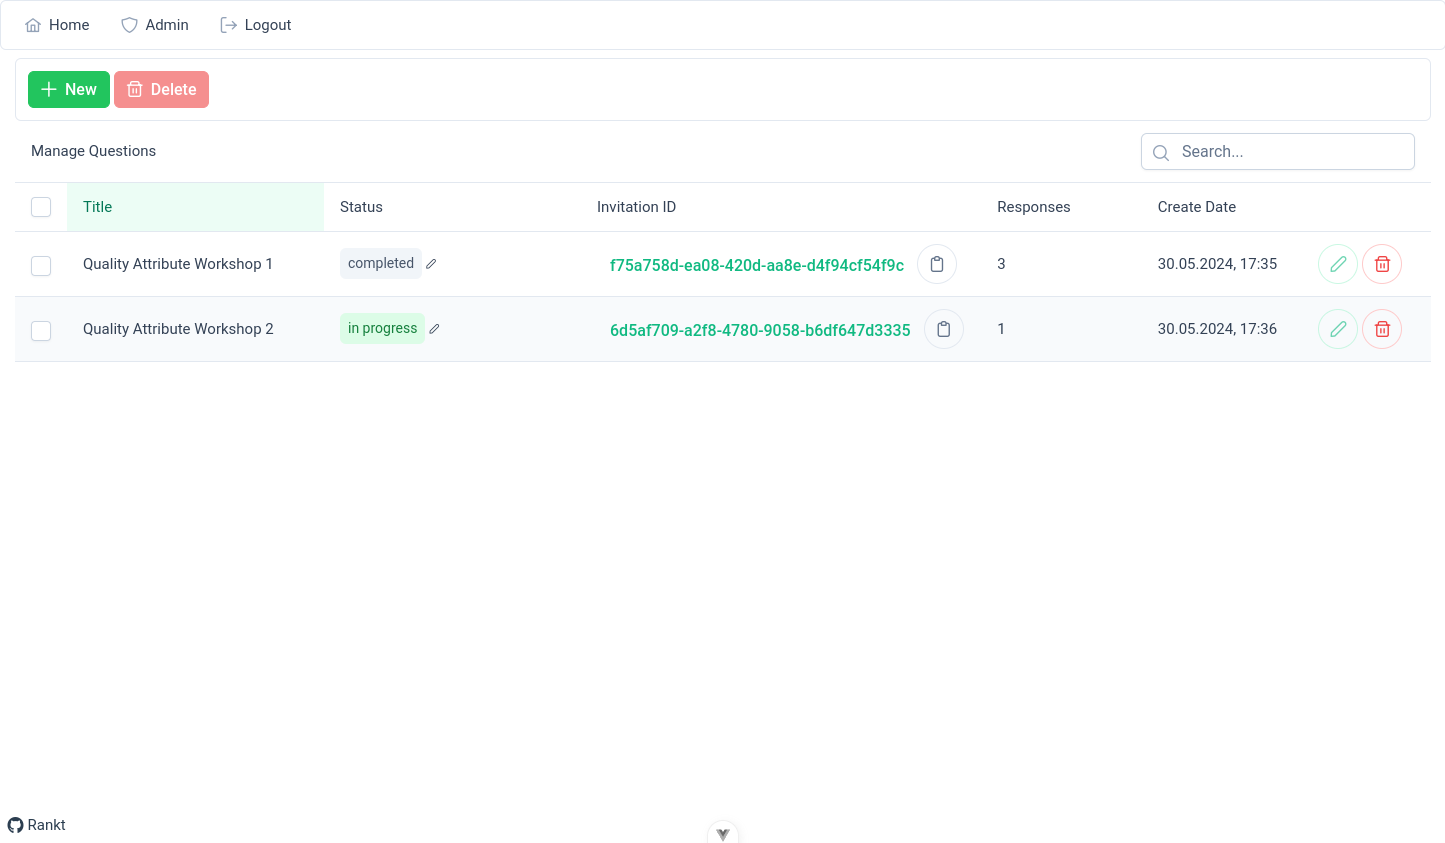 Home Admin Logout
New Delete
Manage Questions Search...
Title Status Invitation ID Responses Create Date
Quality Attribute Workshop 1 completed f75a758d-ea08-420d-aa8e-d4f94cf54f9c 3 30.05.2024, 17:35
Quality Attribute Workshop 2 in progress 6d5af709-a2f8-4780-9058-b6df647d3335 1 30.05.2024, 17:36
Rankt